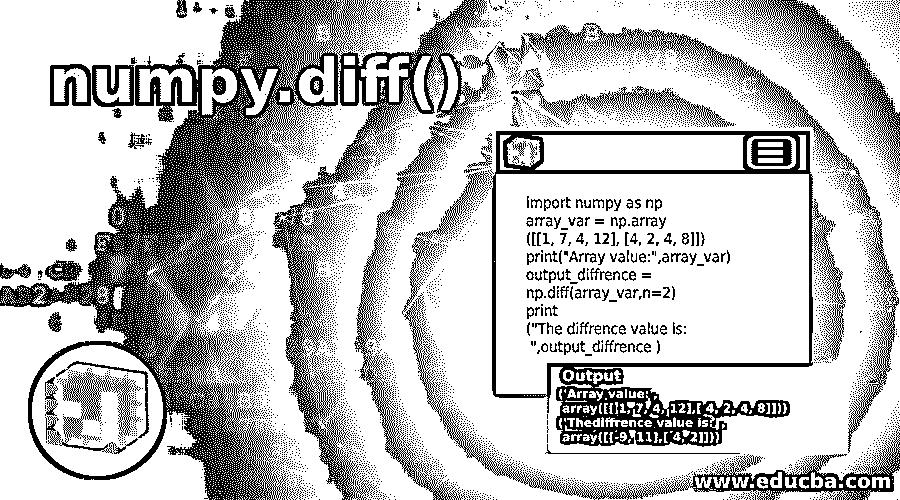 numpy.diff()
import numpy as np
array_var = np.array
([[1, 7, 4, 12], [4, 2, 4, 8]])
print("Array value:",array_var)
output_diffrence =
np.diff(array_var,n=2)
print
("The diffrence value is:
",output_diffrence )
Output
('Array value:',
array([[1, 7, 4, 12],[ 4, 2, 4, 8]]))
('Thediffrence value is:',
array([[-9, 11],[ 4, 2]]))
www.educba.com